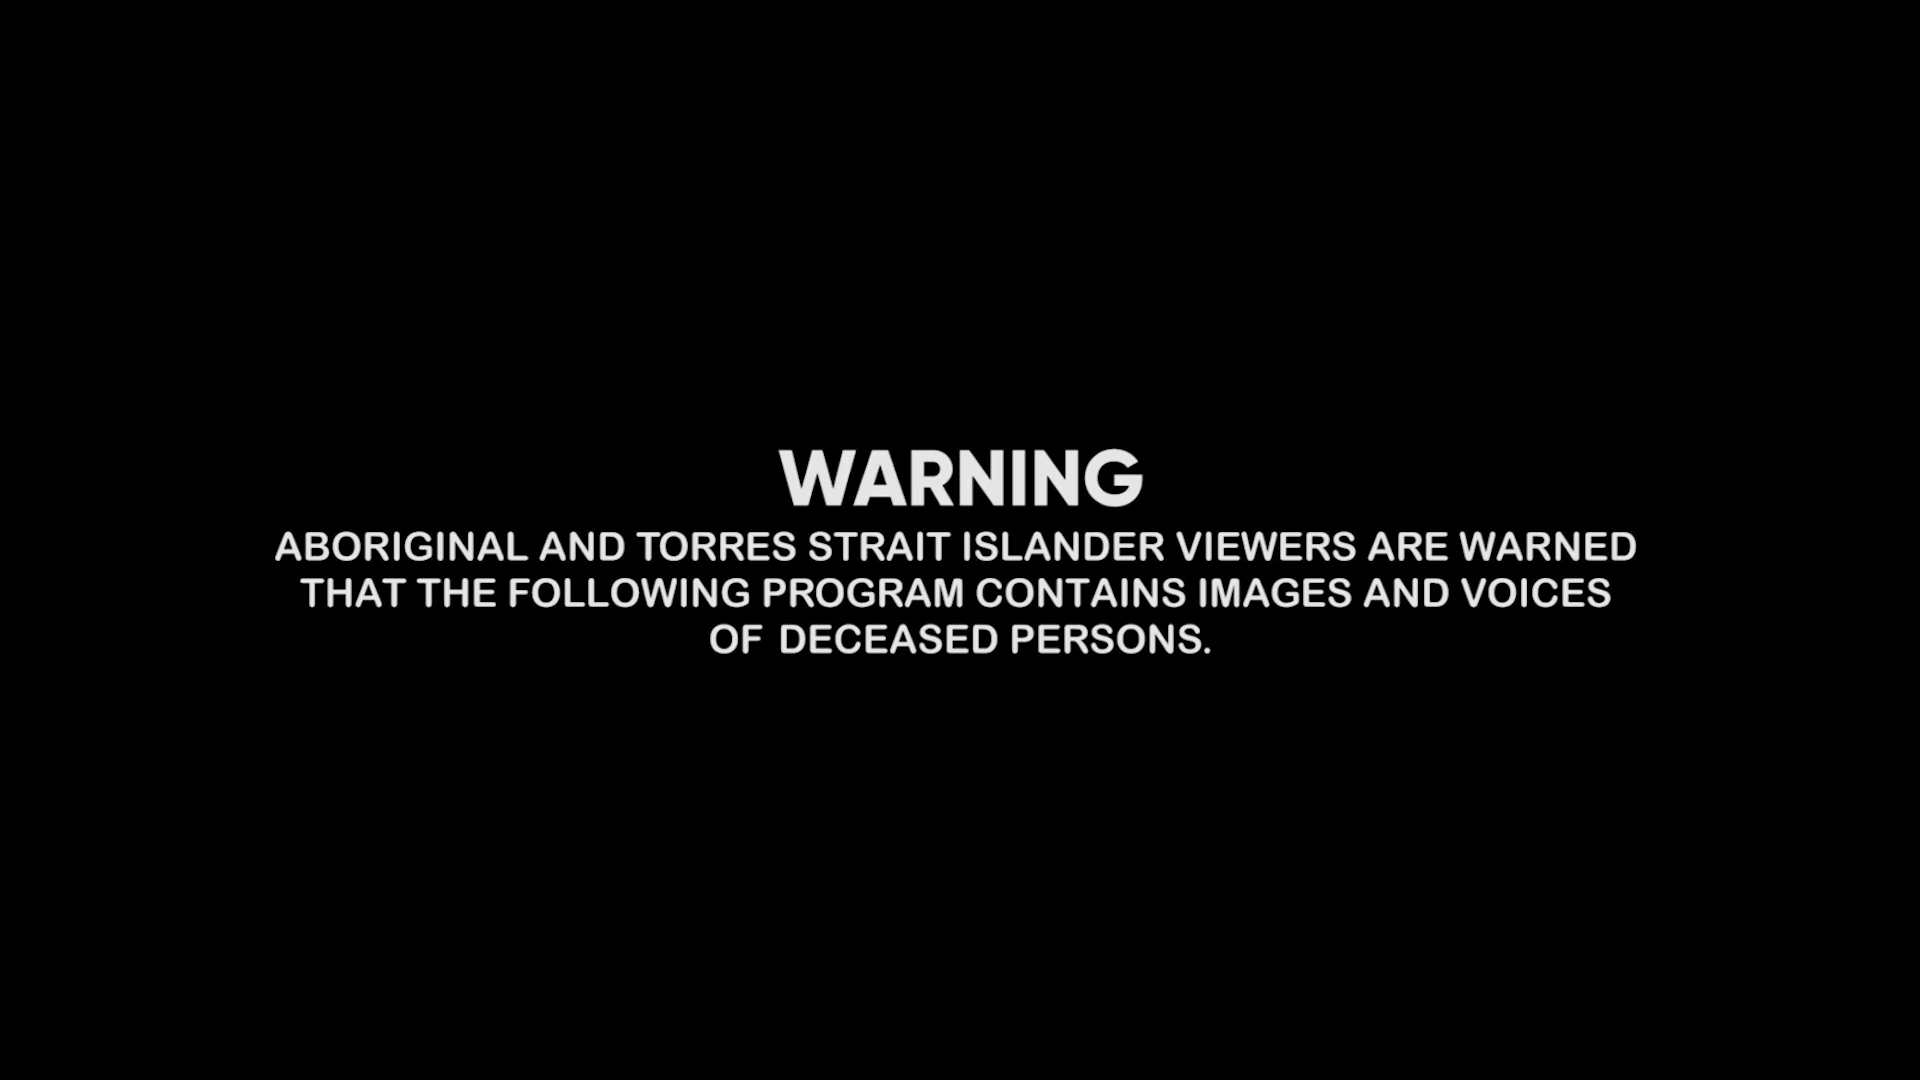 WARNING
ABORIGINAL AND TORRES STRAIT ISLANDER VIEWERS ARE WARNED
THAT THE FOLLOWING PROGRAM CONTAINS IMAGES AND VOICES
OF DECEASED PERSONS.